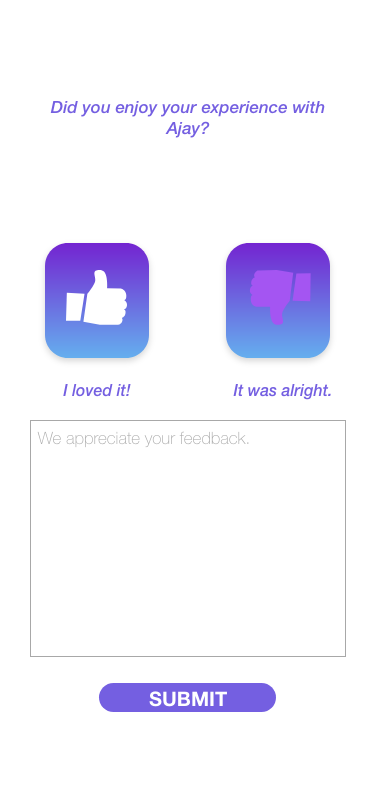 Did you enjoy your experience with
Ajay?
I loved it!
It was alright.
We appreciate your feedback.
SUBMIT